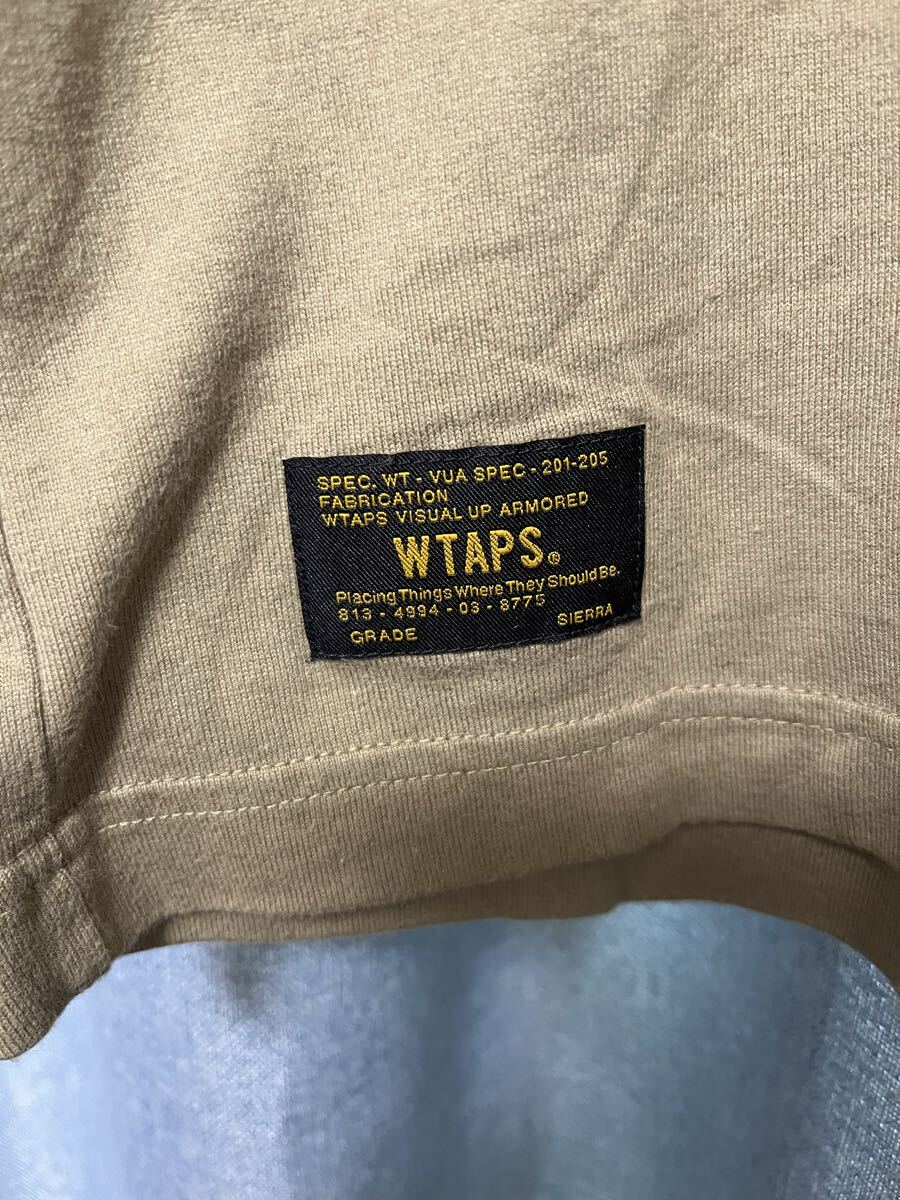 SPEC. WT - VUA SPEC - 201-205
FABRICATION
WTAPS VISUAL UP ARMORED
WTAPS®
Placing Things Where They Should Be.
813 - 4994 - 03 - 8775
GRADE SIERRA